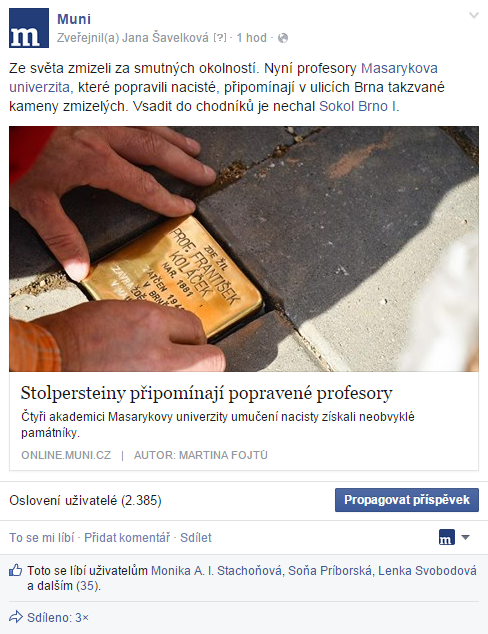 m
Muni
Zveřejnil(a) Jana Šavelková [?] · 1 hod ·
Ze světa zmizeli za smutných okolností. Nyní profesory Masarykova
univerzita, které popravili nacisté, připomínají v ulicích Brna takzvané
kameny zmizelých. Vsadit do chodníků je nechal Sokol Brno I.
ZDE ŽIL
PROF. FRANTIŠEK
KOLÁČEK
NAR. 1881
ZATČEN
V BRNĚ
Stolpersteiny připomínají popravené profesory
Čtyři akademici Masarykovy univerzity umučení nacisty získali neobvyklé
památníky.
ONLINE.MUNI.CZ | AUTOR: MARTINA FOJTŮ
Oslovení uživatelé (2.385)
Propagovat příspěvek
To se mi líbí · Přidat komentář · Sdílet
m
Toto se líbí uživatelům Monika A. I. Stachoňová, Soňa Príborská, Lenka Svobodová
a dalším (35).
Sdíleno: 3×